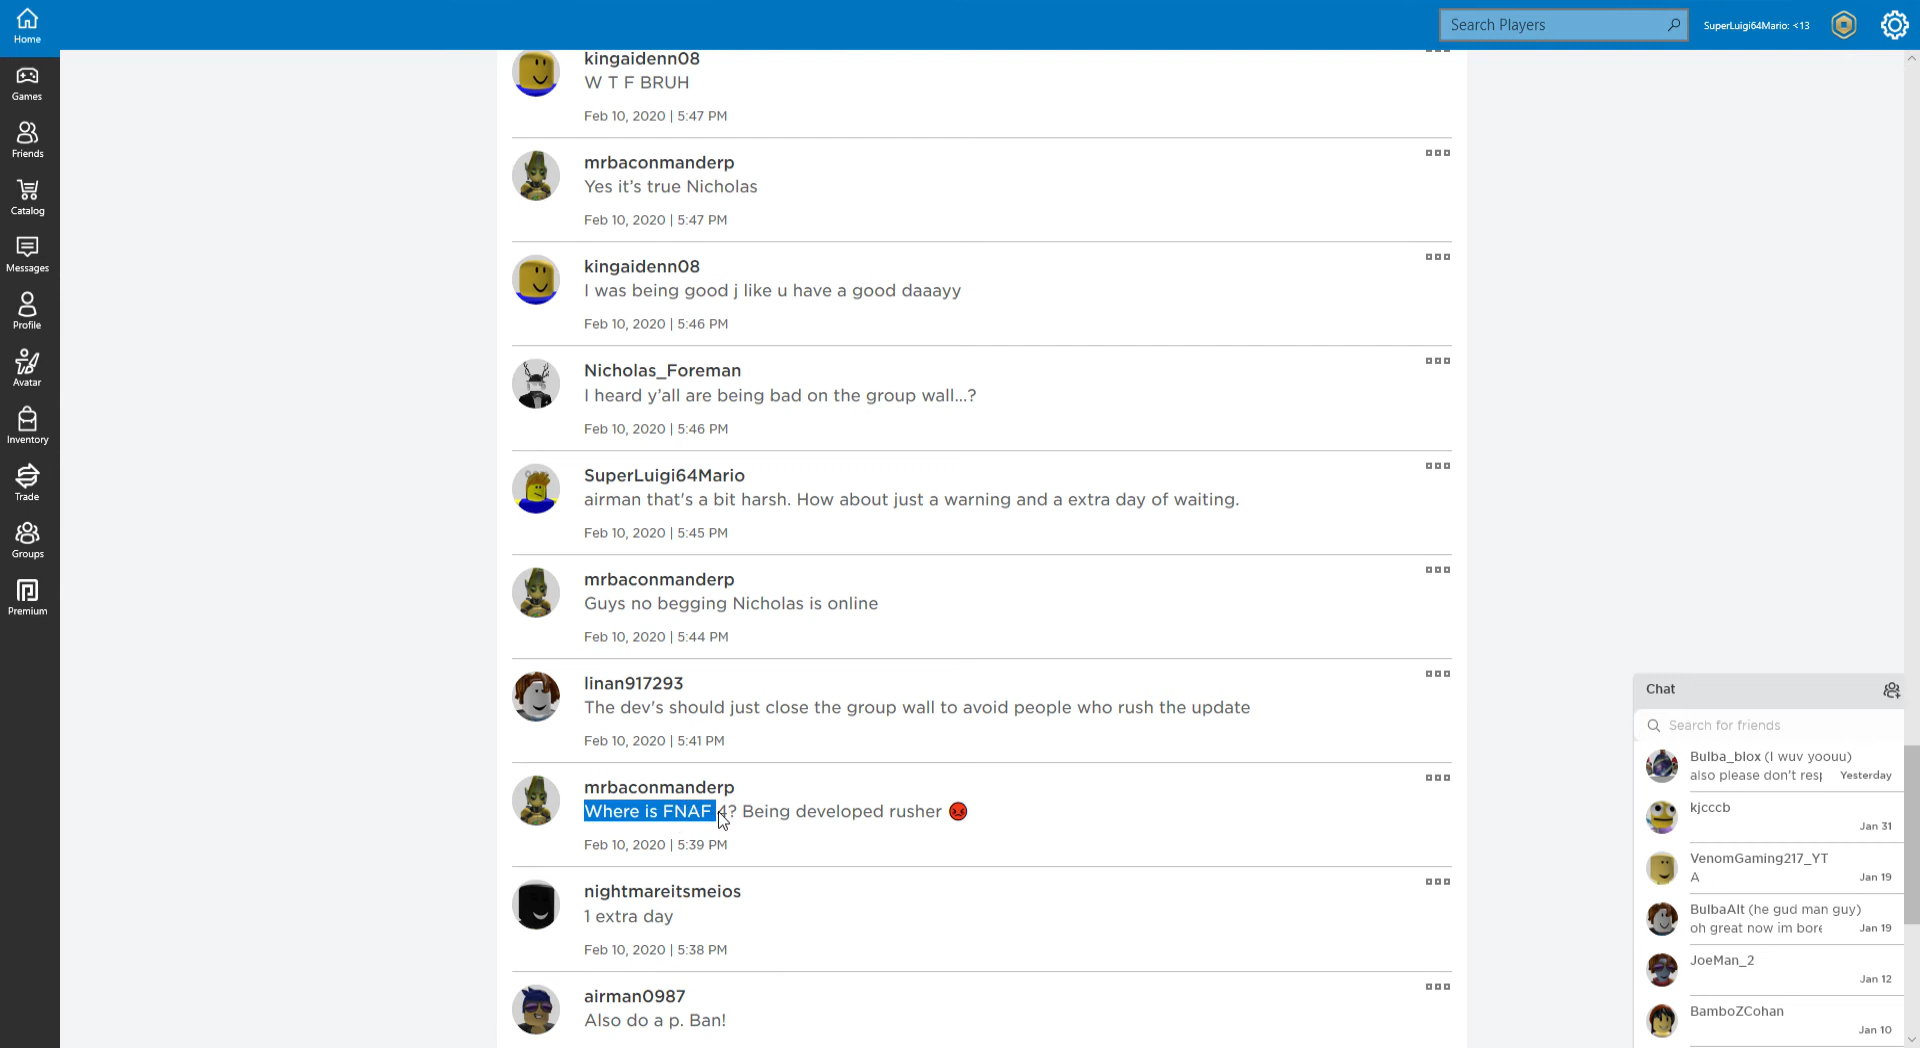 Home
Search Players
SuperLuigi64Mario: <13
Games
Friends
Catalog
Messages
Profile
Avatar
Inventory
Trade
Groups
Premium
kingaidenn08
W T F BRUH
Feb 10, 2020 | 5:47 PM
mrbaconmanderp
Yes it’s true Nicholas
Feb 10, 2020 | 5:47 PM
kingaidenn08
I was being good j like u have a good daaayy
Feb 10, 2020 | 5:46 PM
Nicholas_Foreman
I heard y’all are being bad on the group wall...?
Feb 10, 2020 | 5:46 PM
SuperLuigi64Mario
airman that's a bit harsh. How about just a warning and a extra day of waiting.
Feb 10, 2020 | 5:45 PM
mrbaconmanderp
Guys no begging Nicholas is online
Feb 10, 2020 | 5:44 PM
linan917293
The dev's should just close the group wall to avoid people who rush the update
Feb 10, 2020 | 5:41 PM
mrbaconmanderp
Where is FNAF 4? Being developed rusher 😡
Feb 10, 2020 | 5:39 PM
nightmareitsmeios
1 extra day
Feb 10, 2020 | 5:38 PM
airman0987
Also do a p. Ban!
Chat
Search for friends
Bulba_blox (I wuv yoouu)
also please don't resp Yesterday
kjcccb
Jan 31
VenomGaming217_YT
A Jan 19
BulbaAlt (he gud man guy)
oh great now im bore Jan 19
JoeMan_2
Jan 12
BamboZCohan
Jan 10